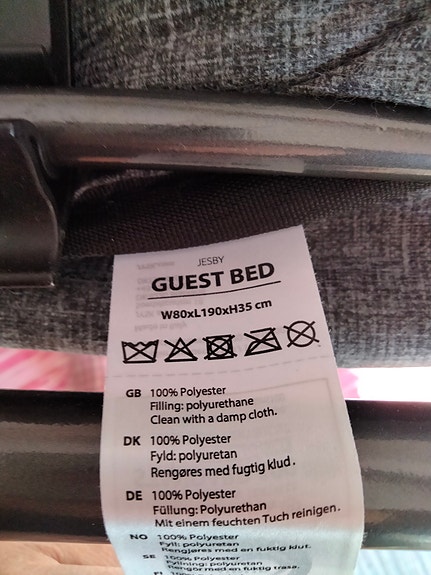 JESBY
GUEST BED
W80xL190xH35 cm
GB 100% Polyester
Filling: polyurethane
Clean with a damp cloth.
DK 100% Polyester
Fyld: polyuretan
Rengøres med fugtig klud.
DE 100% Polyester
Füllung: Polyurethan
Mit einem feuchten Tuch reinigen.
NO 100% Polyester
Fyll: polyuretan
Rengjøres med en fuktig klut.
SE 100% Polyester
Fyllning: polyuretan
Rengör med en fuktig trasa.
FI